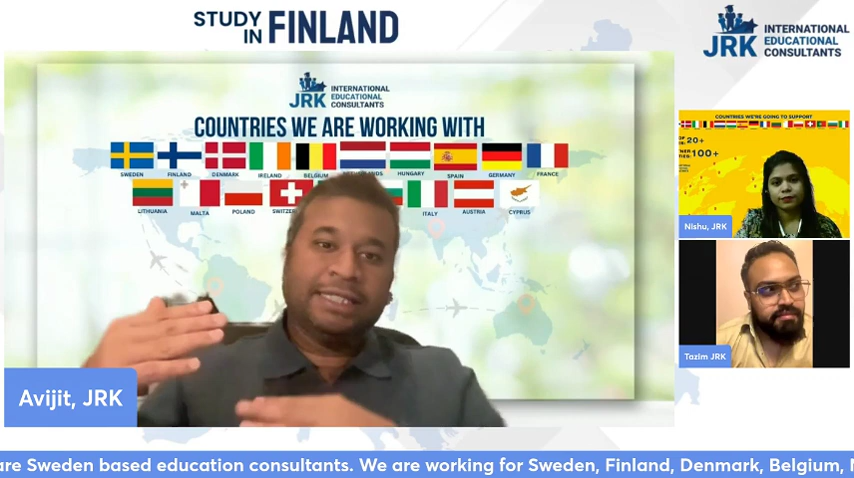 STUDY IN FINLAND
JRK INTERNATIONAL EDUCATIONAL CONSULTANTS
JRK INTERNATIONAL EDUCATIONAL CONSULTANTS
COUNTRIES WE ARE WORKING WITH
SWEDEN FINLAND DENMARK IRELAND BELGIUM HUNGARY SPAIN GERMANY FRANCE
LITHUANIA MALTA POLAND ITALY AUSTRIA CYPRUS
COUNTRIES WE'RE GOING TO SUPPORT
20+
100+
Nishu, JRK
Tazim JRK
Avijit, JRK
are Sweden based education consultants. We are working for Sweden, Finland, Denmark, Belgium,